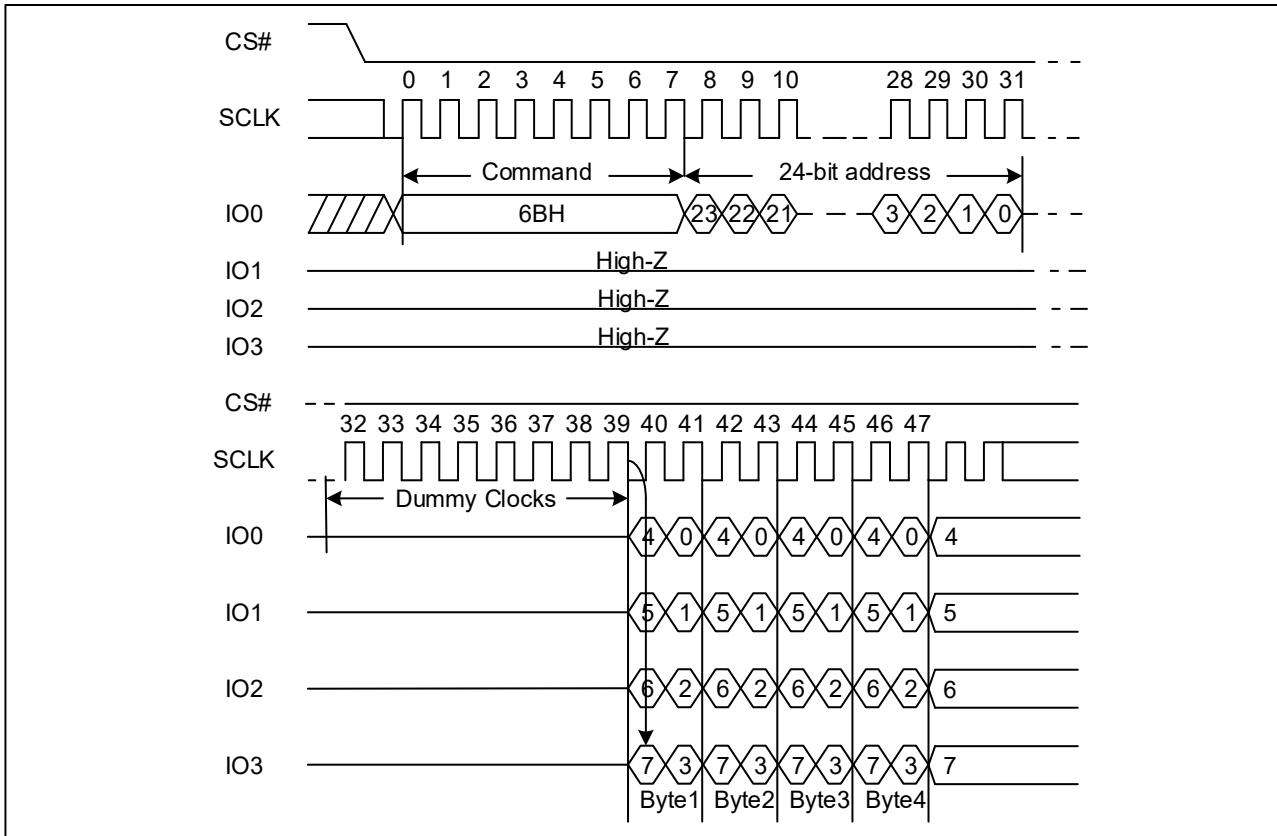 CS#
0 1 2 3 4 5 6 7 8 9 10 28 29 30 31
SCLK
Command 24-bit address
IO0 6BH 23 22 21 3 2 1 0
High-Z
IO1
High-Z
IO2
High-Z
IO3
CS#
32 33 34 35 36 37 38 39 40 41 42 43 44 45 46 47
SCLK
Dummy Clocks
IO0 4 0 4 0 4 0 4 0 4
IO1 5 1 5 1 5 1 5 1 5
IO2 6 2 6 2 6 2 6 2 6
IO3 7 3 7 3 7 3 7 3 7
Byte1 Byte2 Byte3 Byte4